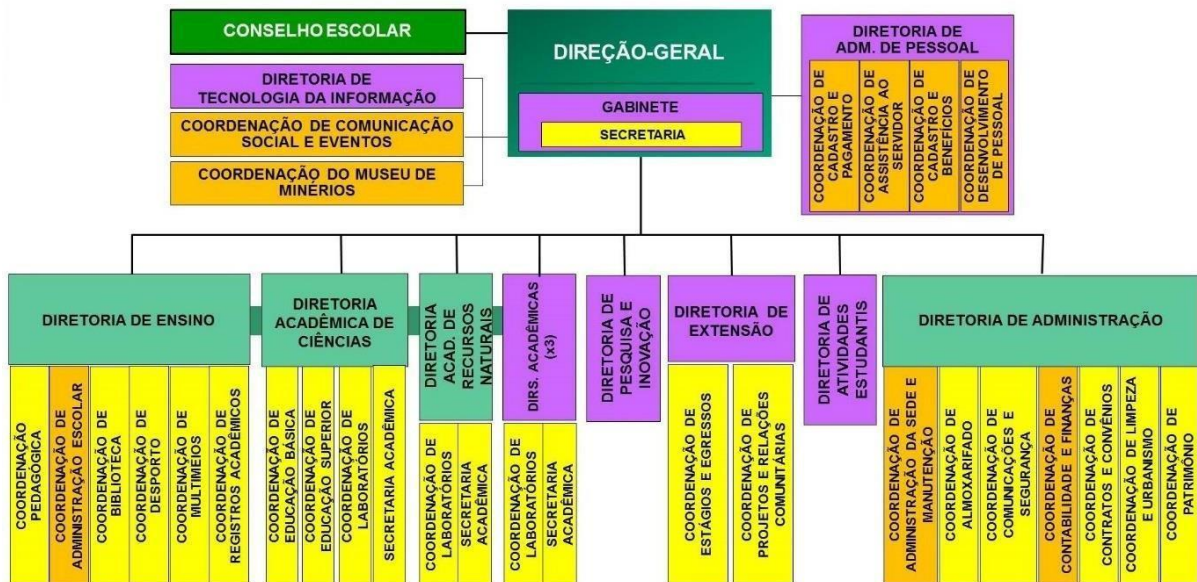 CONSELHO ESCOLAR
DIREÇÃO-GERAL
GABINETE
SECRETARIA
DIRETORIA DE
TECNOLOGIA DA INFORMAÇÃO
COORDENAÇÃO DE COMUNICAÇÃO
SOCIAL E EVENTOS
COORDENAÇÃO DO MUSEU DE
MINÉRIOS
DIRETORIA DE
ADM. DE PESSOAL
COORDENAÇÃO DE
CADASTRO E
PAGAMENTO
COORDENAÇÃO DE
ASSISTÊNCIA AO
SERVIDOR
COORDENAÇÃO DE
CADASTRO E
BENEFÍCIOS
COORDENAÇÃO DE
DESENVOLVIMENTO
DE PESSOAL
DIRETORIA DE ENSINO
COORDENAÇÃO
PEDAGÓGICA
COORDENAÇÃO DE
ADMINISTRAÇÃO ESCOLAR
COORDENAÇÃO DE
BIBLIOTECA
COORDENAÇÃO DE
DESPORTO
COORDENAÇÃO DE
MULTIMEIOS
COORDENAÇÃO DE
REGISTROS ACADÊMICOS
DIRETORIA
ACADÊMICA DE
CIÊNCIAS
COORDENAÇÃO DE
EDUCAÇÃO BÁSICA
COORDENAÇÃO DE
EDUCAÇÃO SUPERIOR
COORDENAÇÃO DE
LABORATÓRIOS
SECRETARIA ACADÊMICA
DIRETORIA
ACAD. DE
RECURSOS
NATURAIS
COORDENAÇÃO DE
LABORATÓRIOS
SECRETARIA
ACADÊMICA
DIRS. ACADÊMICAS
(x3)
COORDENAÇÃO DE
LABORATÓRIOS
SECRETARIA
ACADÊMICA
DIRETORIA DE
PESQUISA E
INOVAÇÃO
DIRETORIA DE
EXTENSÃO
COORDENAÇÃO DE
ESTÁGIOS E EGRESSOS
COORDENAÇÃO DE
PROJETOS E RELAÇÕES
COMUNITÁRIAS
DIRETORIA DE
ATIVIDADES
ESTUDANTIS
DIRETORIA DE ADMINISTRAÇÃO
COORDENAÇÃO DE
ADMINISTRAÇÃO DA SEDE E
MANUTENÇÃO
COORDENAÇÃO DE
ALMOXARIFADO
COORDENAÇÃO DE
COMUNICAÇÕES E
SEGURANÇA
COORDENAÇÃO DE
CONTABILIDADE E FINANÇAS
COORDENAÇÃO DE
CONTRATOS E CONVÊNIOS
COORDENAÇÃO DE LIMPEZA
E URBANISMO
COORDENAÇÃO DE
PATRIMÔNIO